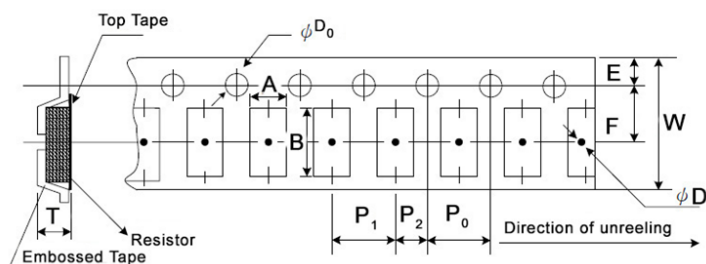 Top Tape
ϕD₀
A
E
B
F
W
ϕD
T
P₁
P₂
P₀
Direction of unreeling
Resistor
Embossed Tape